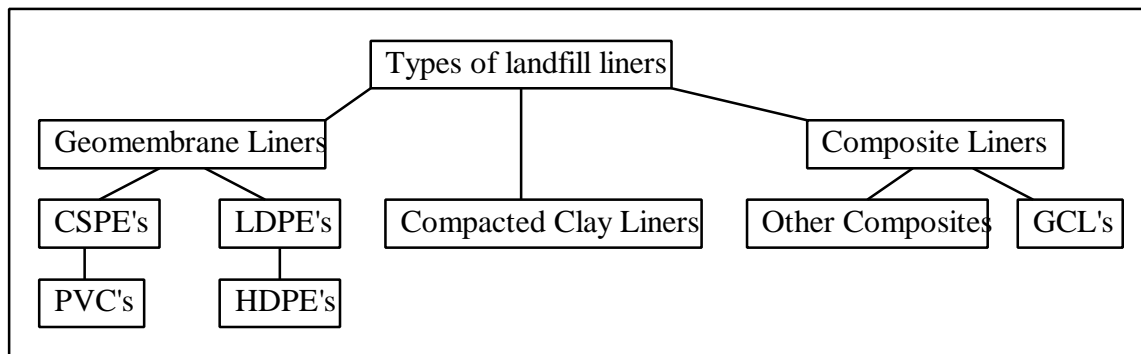 Types of landfill liners
Geomembrane Liners
Composite Liners
CSPE's
LDPE's
Compacted Clay Liners
Other Composites
GCL's
PVC's
HDPE's